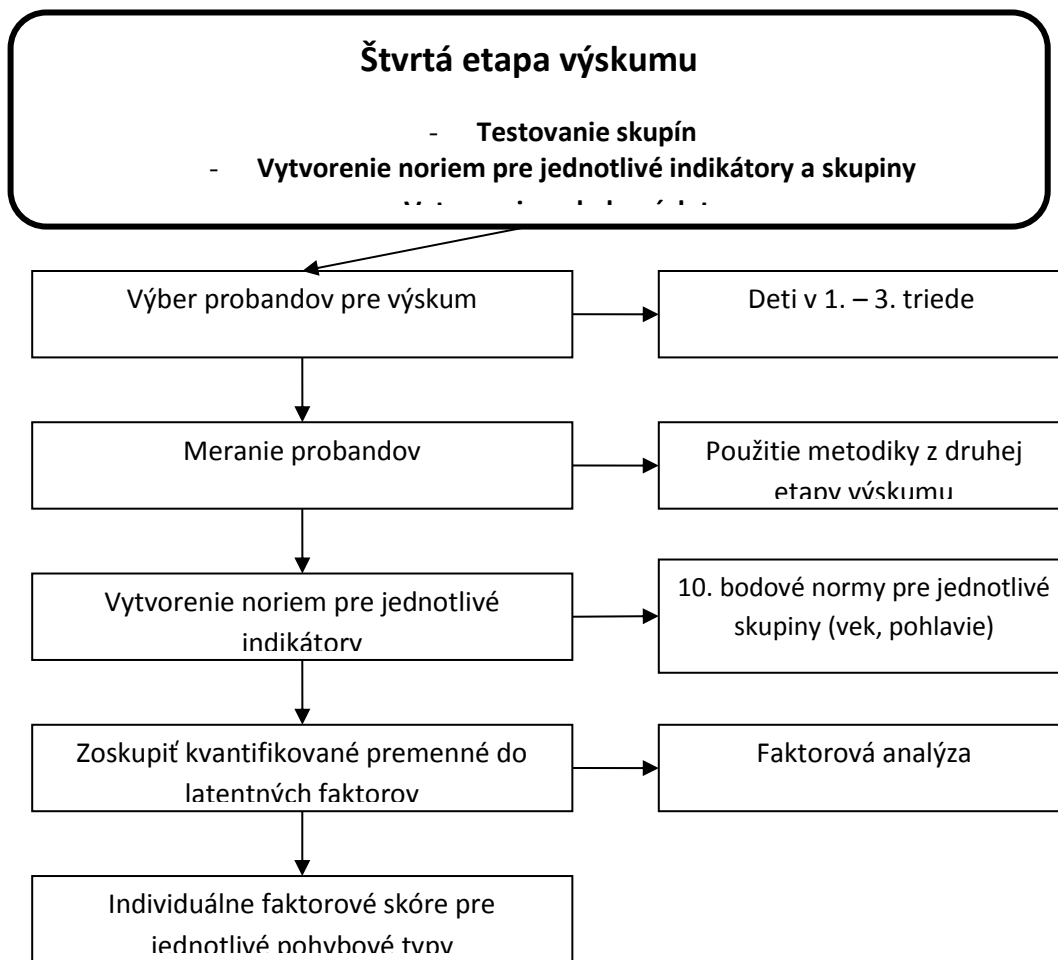 Štvrtá etapa výskumu
- Testovanie skupín
- Vytvorenie noriem pre jednotlivé indikátory a skupiny
Výber probandov pre výskum
Deti v 1. – 3. triede
Meranie probandov
Použitie metodiky z druhej
etapy výskumu
Vytvorenie noriem pre jednotlivé
indikátory
10. bodové normy pre jednotlivé
skupiny (vek, pohlavie)
Zoskupiť kvantifikované premenné do
latentných faktorov
Faktorová analýza
Individuálne faktorové skóre pre
jednotlivé pohybové typy